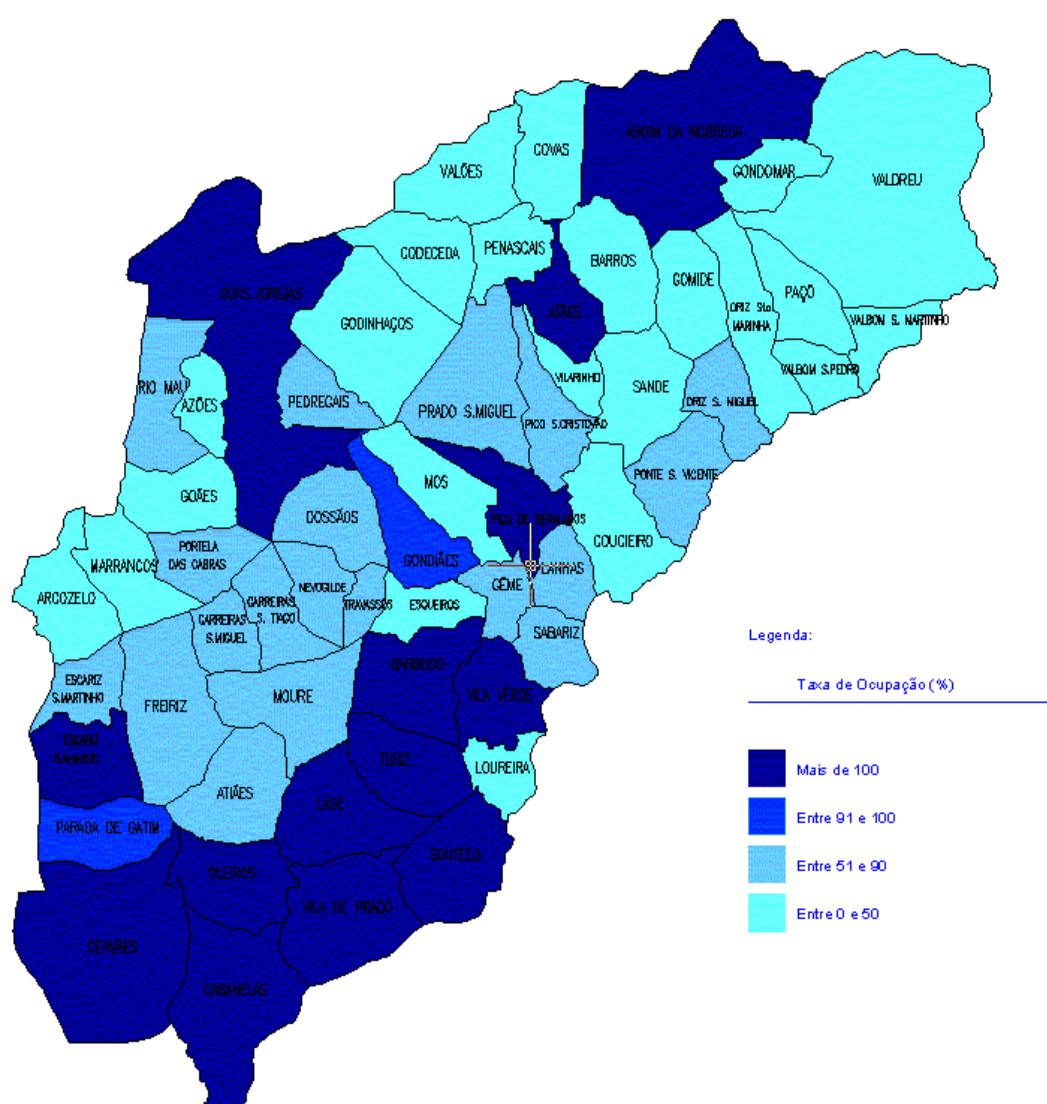 ABOIM DA NOBREGA
COVAS
VALÕES
GONDOMAR
VALDREU
CODECEDA
PENASCAIS
BARROS
GOMIDE
DUAS IGREJAS
PAÇÔ
ORIZ Sta
MARINHA
ATÃES
GODINHAÇOS
VALBOM S. MARTINHO
VILARINHO
VALBOM S.PEDRO
RIO MAU
SANDE
PEDREGAIS
AZÕES
PRADO S.MIGUEL
ORIZ S. MIGUEL
PICO S.CRISTOVÃO
PONTE S. VICENTE
MOS
GOÃES
DOSSÃOS
PICO DE REGALADOS
COUCIEIRO
PORTELA
DAS CABRAS
MARRANCOS
GONDIÃES
LANHAS
NEVOGILDE
CÊME
ARCOZELO
CARREIRAS
S. TIAGO
TRAVASSOS
ESQUEIROS
CARREIRAS
S.MIGUEL
SABARIZ
Legenda:
BARBUDO
ESCARIZ
S.MARTINHO
Taxa de Ocupação (%)
FREIRIZ
MOURE
VILA VERDE
ESCARIZ
S.MAMEDE
TURIZ
LOUREIRA
Mais de 100
ATIÃES
LAGE
Entre 91 e 100
PARADA DE GATIM
SOUTELO
Entre 51 e 90
OLEIROS
VILA DE PRADO
Entre 0 e 50
CERVÃES
CABANELAS